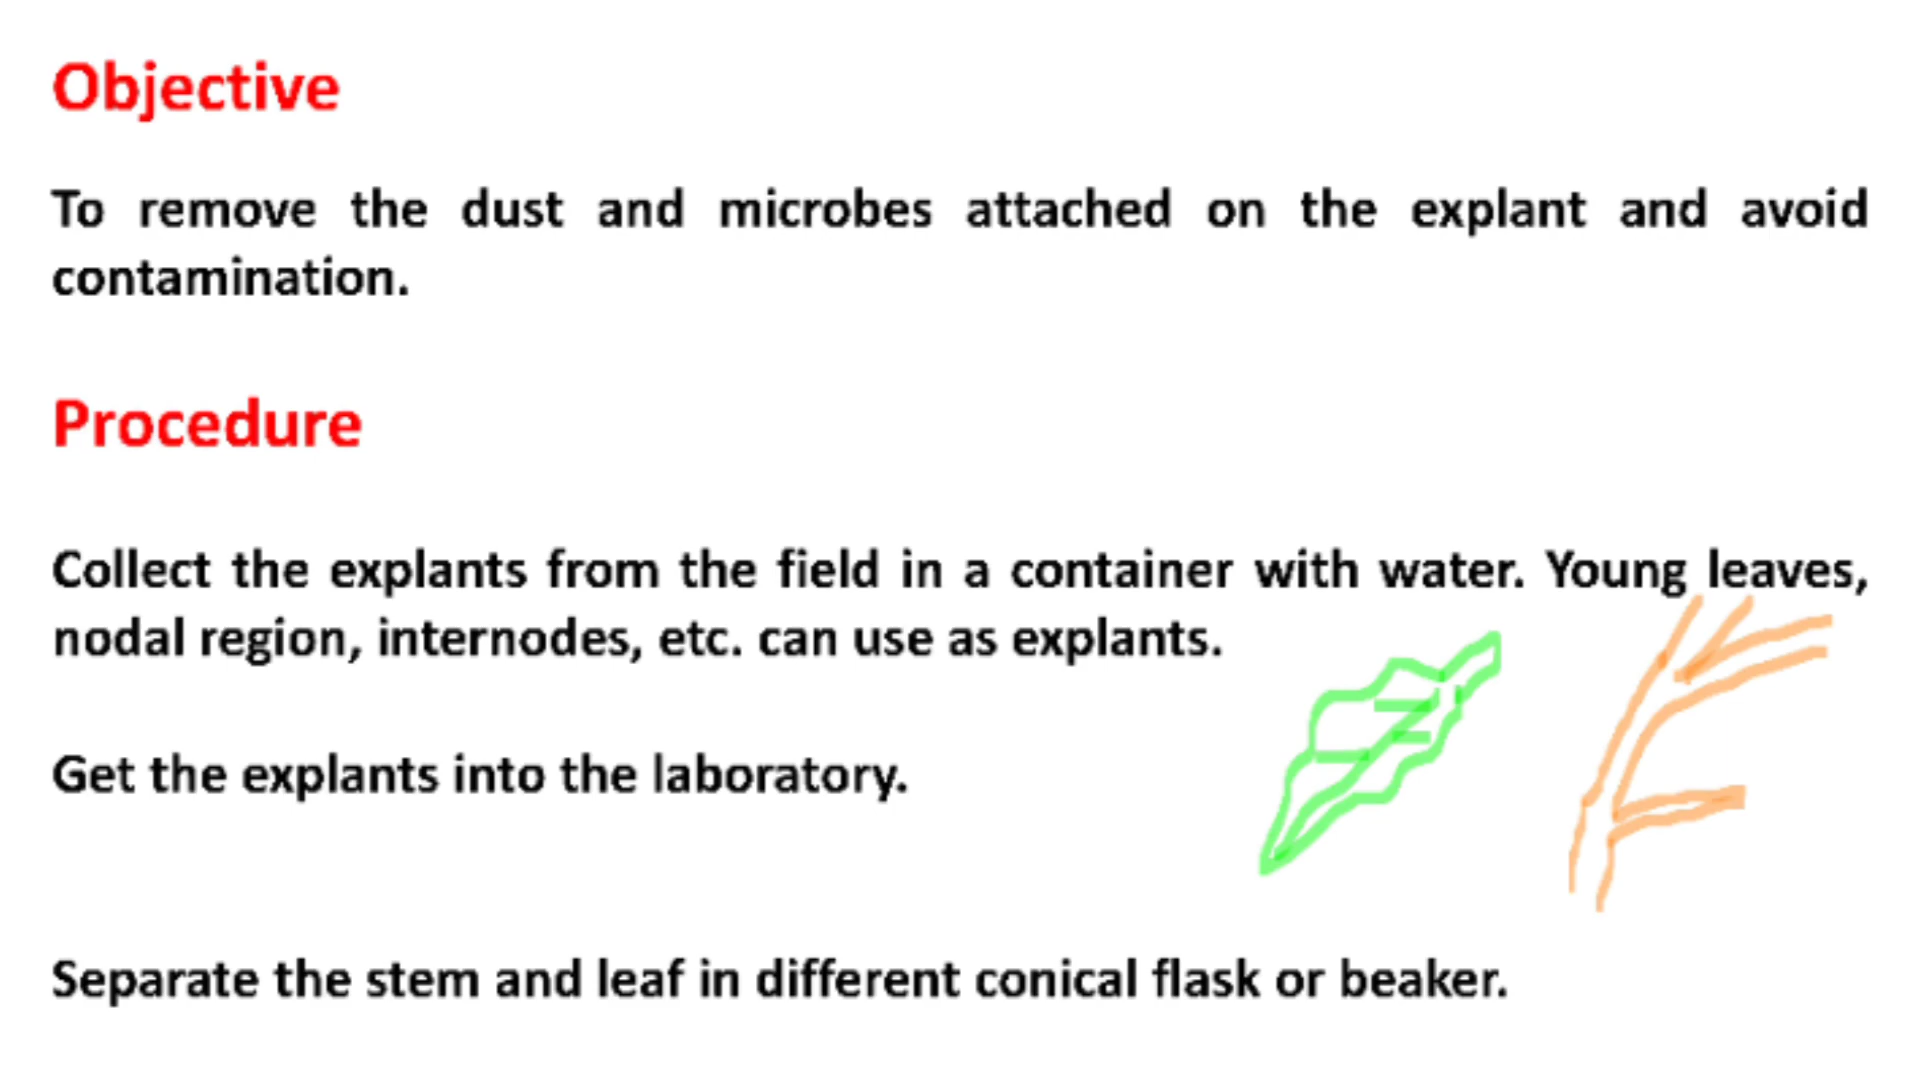 Objective
To remove the dust and microbes attached on the explant and avoid
contamination.
Procedure
Collect the explants from the field in a container with water. Young leaves,
nodal region, internodes, etc. can use as explants.
Get the explants into the laboratory.
Separate the stem and leaf in different conical flask or beaker.